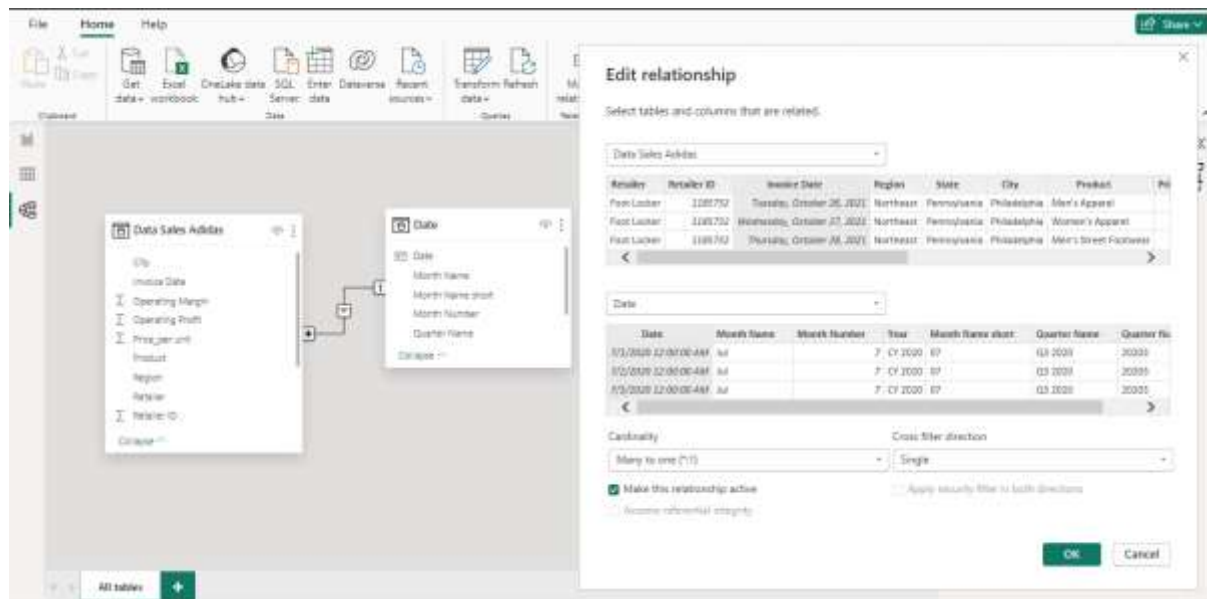 File Home Help
Share
Cut
Copy
Get data
Excel workbook
OneLake data hub
SQL Server
Enter data
Dataverse
Recent sources
Transform data
Refresh
Clipboard
Data
Queries
Data Sales Adidas
City
Invoice Date
Operating Margin
Operating Profit
Price_per_unit
Product
Region
Retailer
Retailer ID
Collapse
Date
Date
Month Name
Month Name short
Month Number
Quarter Name
Collapse
All tables
Edit relationship
Select tables and columns that are related.
Data Sales Adidas
Retailer Retailer ID Invoice Date Region State City Product
Foot Locker 1185732 Tuesday, October 26, 2021 Northeast Pennsylvania Philadelphia Men's Apparel
Foot Locker 1185732 Wednesday, October 27, 2021 Northeast Pennsylvania Philadelphia Women's Apparel
Foot Locker 1185732 Thursday, October 28, 2021 Northeast Pennsylvania Philadelphia Men's Street Footwear
Date
Date Month Name Month Number Year Month Name short Quarter Name Quarter Nu
7/1/2020 12:00:00 AM Jul 7 CY 2020 07 Q3 2020
7/2/2020 12:00:00 AM Jul 7 CY 2020 07 Q3 2020
7/3/2020 12:00:00 AM Jul 7 CY 2020 07 Q3 2020
Cardinality Cross filter direction
Many to one (*:1) Single
Make this relationship active Apply security filter in both directions
Assume referential integrity
OK Cancel